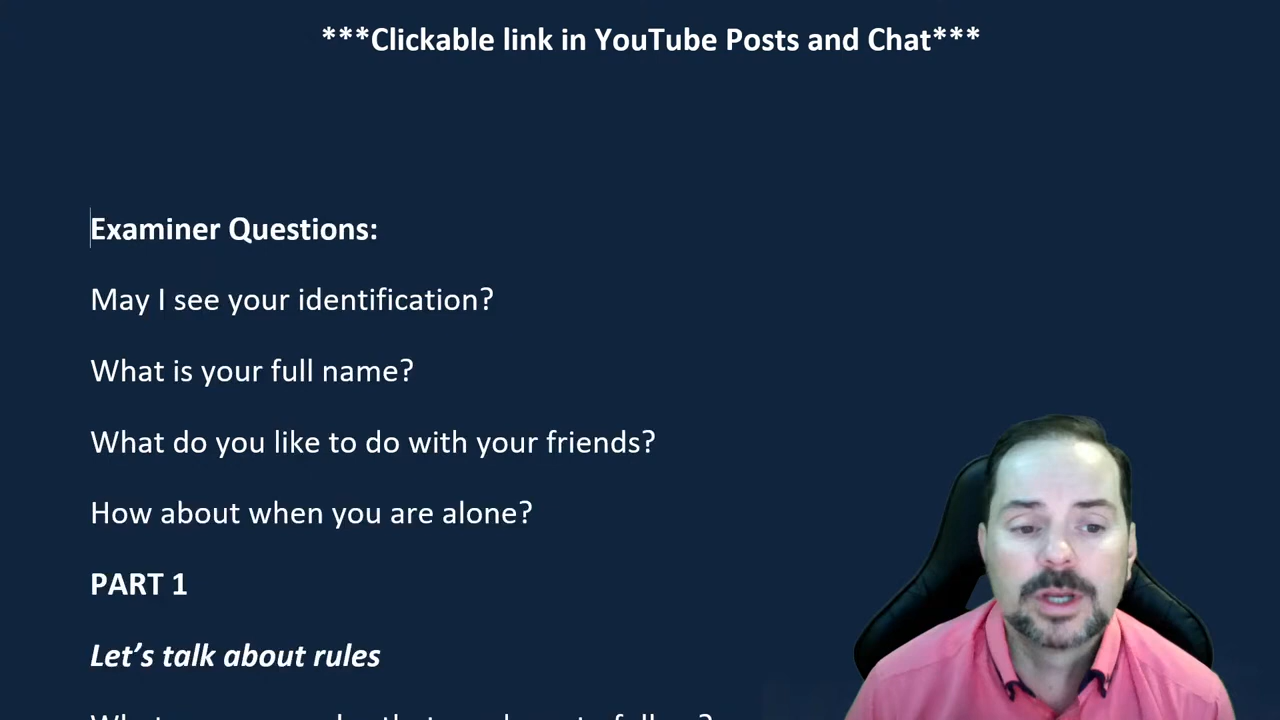 ***Clickable link in YouTube Posts and Chat***
Examiner Questions:
May I see your identification?
What is your full name?
What do you like to do with your friends?
How about when you are alone?
PART 1
Let’s talk about rules